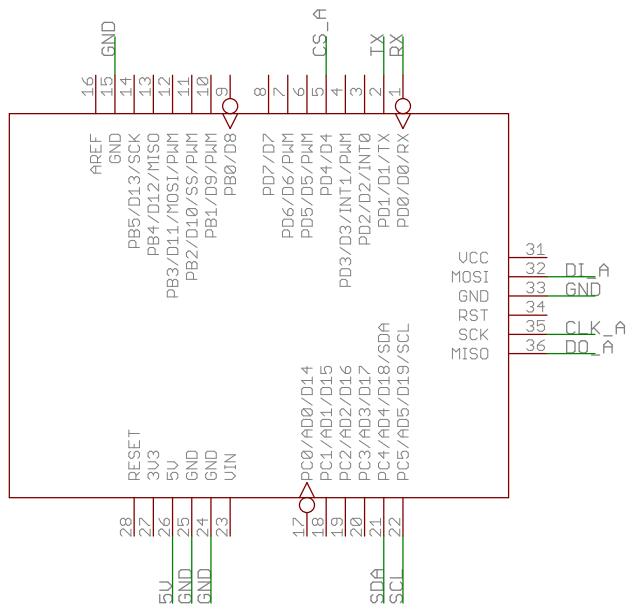 GND
CS_A
TX
RX
16
15
14
13
12
11
10
9
8
7
6
5
4
3
2
1
AREF
GND
PB5/D13/SCK
PB4/D12/MISO
PB3/D11/MOSI/PWM
PB2/D10/SS/PWM
PB1/D9/PWM
PB0/D8
PD7/D7
PD6/D6/PWM
PD5/D5/PWM
PD4/D4
PD3/D3/INT1/PWM
PD2/D2/INT0
PD1/D1/TX
PD0/D0/RX
VCC 31
MOSI 32 DI_A
GND 33 GND
RST 34
SCK 35 CLK_A
MISO 36 DO_A
RESET
3V3
5V
GND
GND
VIN
PC0/AD0/D14
PC1/AD1/D15
PC2/AD2/D16
PC3/AD3/D17
PC4/AD4/D18/SDA
PC5/AD5/D19/SCL
28
27
26
25
24
23
17
18
19
20
21
22
5V
GND
GND
SDA
SCL